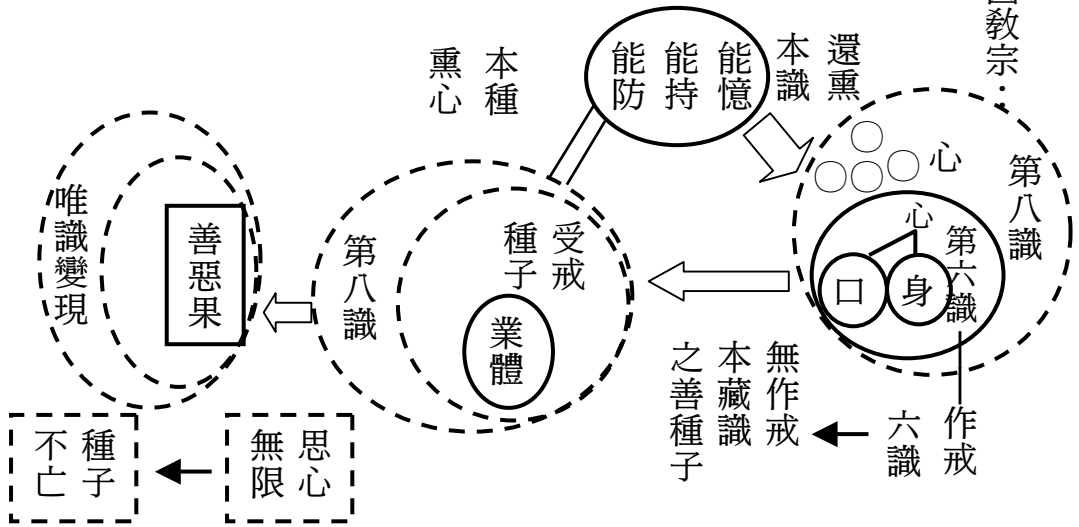 圓教宗：
第八識
心
心
第六識
身
口
還熏
本識
能憶
能持
能防
本種
熏心
作戒
六識
無作戒
本藏識
之善種子
受戒
種子
業體
第八識
善惡果
唯識變現
思心
無限
種子
不亡